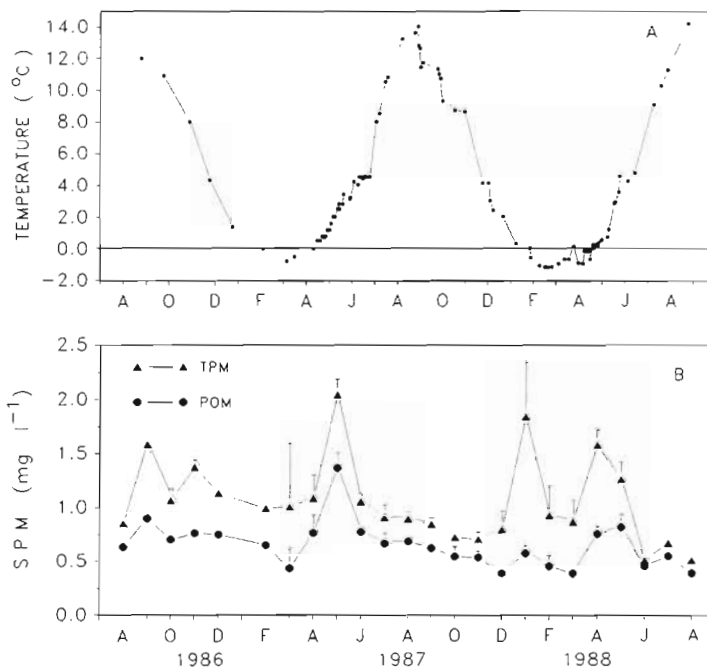 14.0
12.0
10.0
8.0
6.0
4.0
2.0
0.0
-2.0
TEMPERATURE ( °C)
A
A O D F A J A O D F A J A
2.5
2.0
1.5
1.0
0.5
0.0
SPM (mg l⁻¹)
TPM
POM
B
A O D F A J A O D F A J A
1986 1987 1988